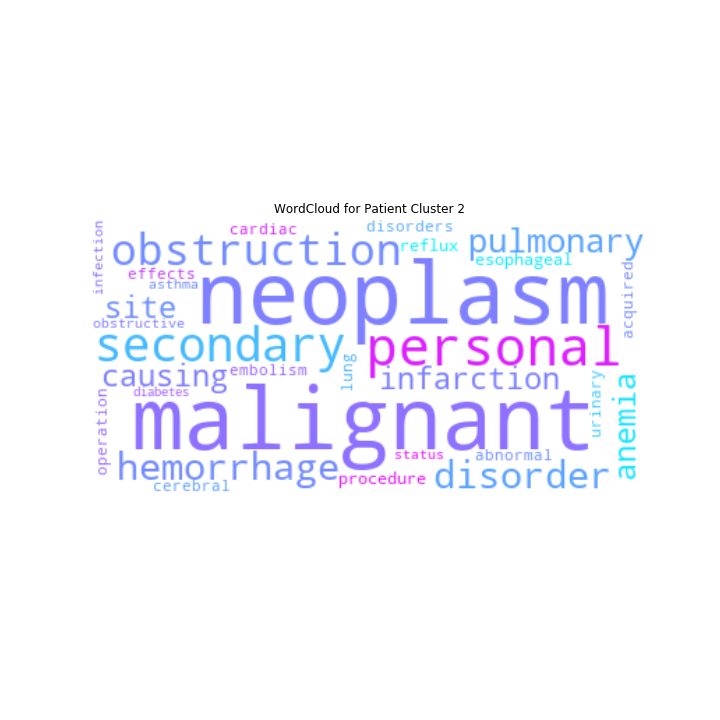 WordCloud for Patient Cluster 2
infection
cardiac
disorders
obstruction
reflux
pulmonary
esophageal
effects
asthma
neoplasm
acquired
site
obstructive
secondary
personal
causing
embolism
lung
infarction
diabetes
operation
malignant
urinary
anemia
status
abnormal
hemorrhage
procedure
disorder
cerebral